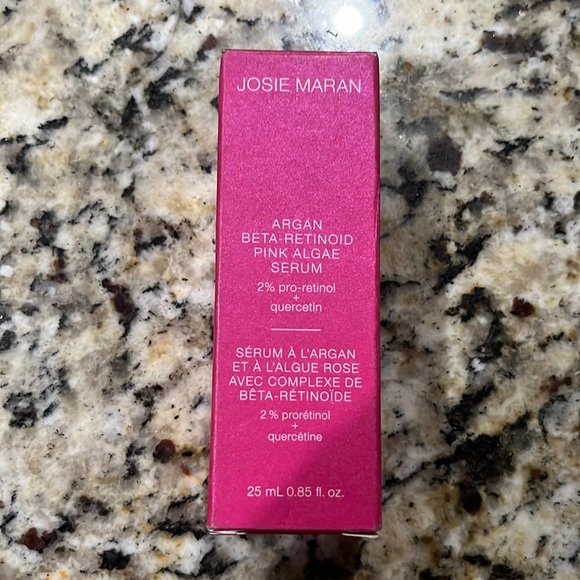 JOSIE MARAN
ARGAN
BETA-RETINOID
PINK ALGAE
SERUM
2% pro-retinol
+
quercetin
SÉRUM À L'ARGAN
ET À L'ALGUE ROSE
AVEC COMPLEXE DE
BÊTA-RÉTINOÏDE
2% prorétinol
+
quercétine
25 mL 0.85 fl. oz.